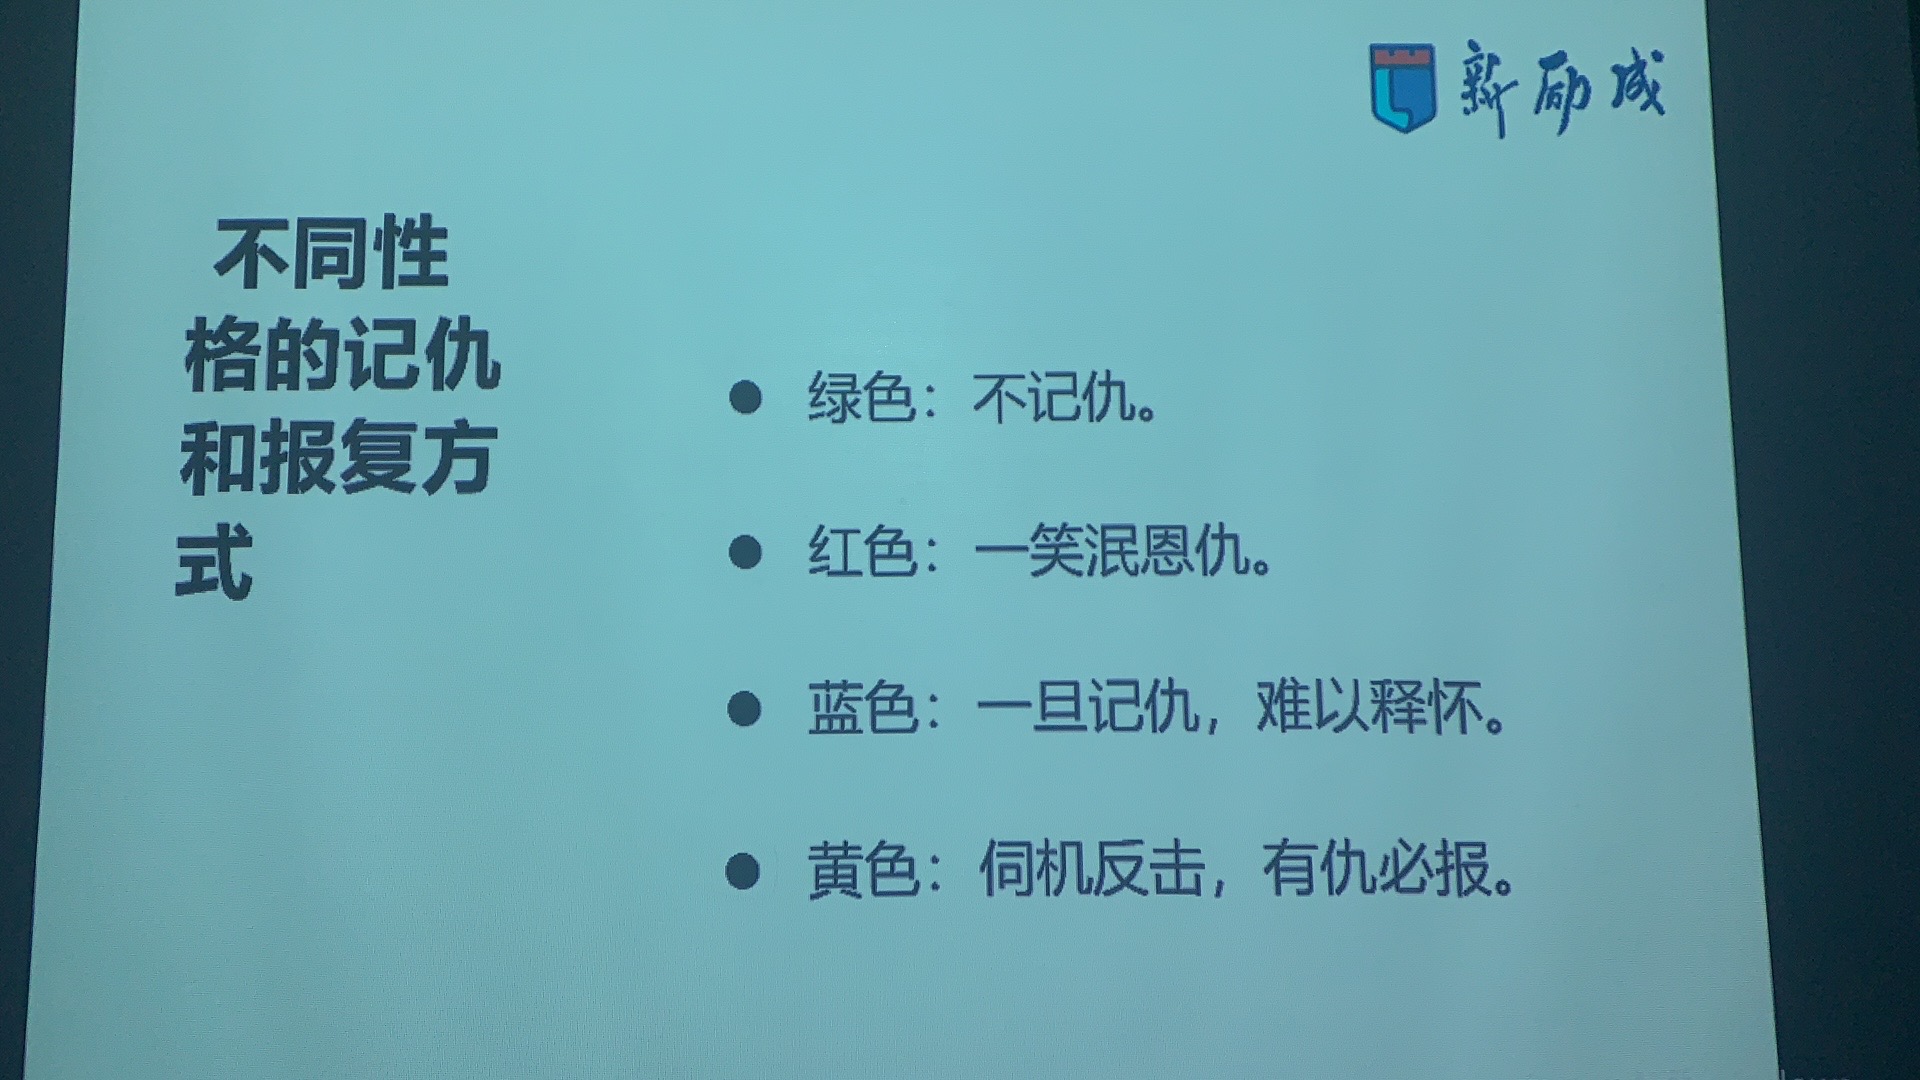 新励成
不同性
格的记仇
和报复方
式
绿色：不记仇。
红色：一笑泯恩仇。
蓝色：一旦记仇，难以释怀。
黄色：伺机反击，有仇必报。